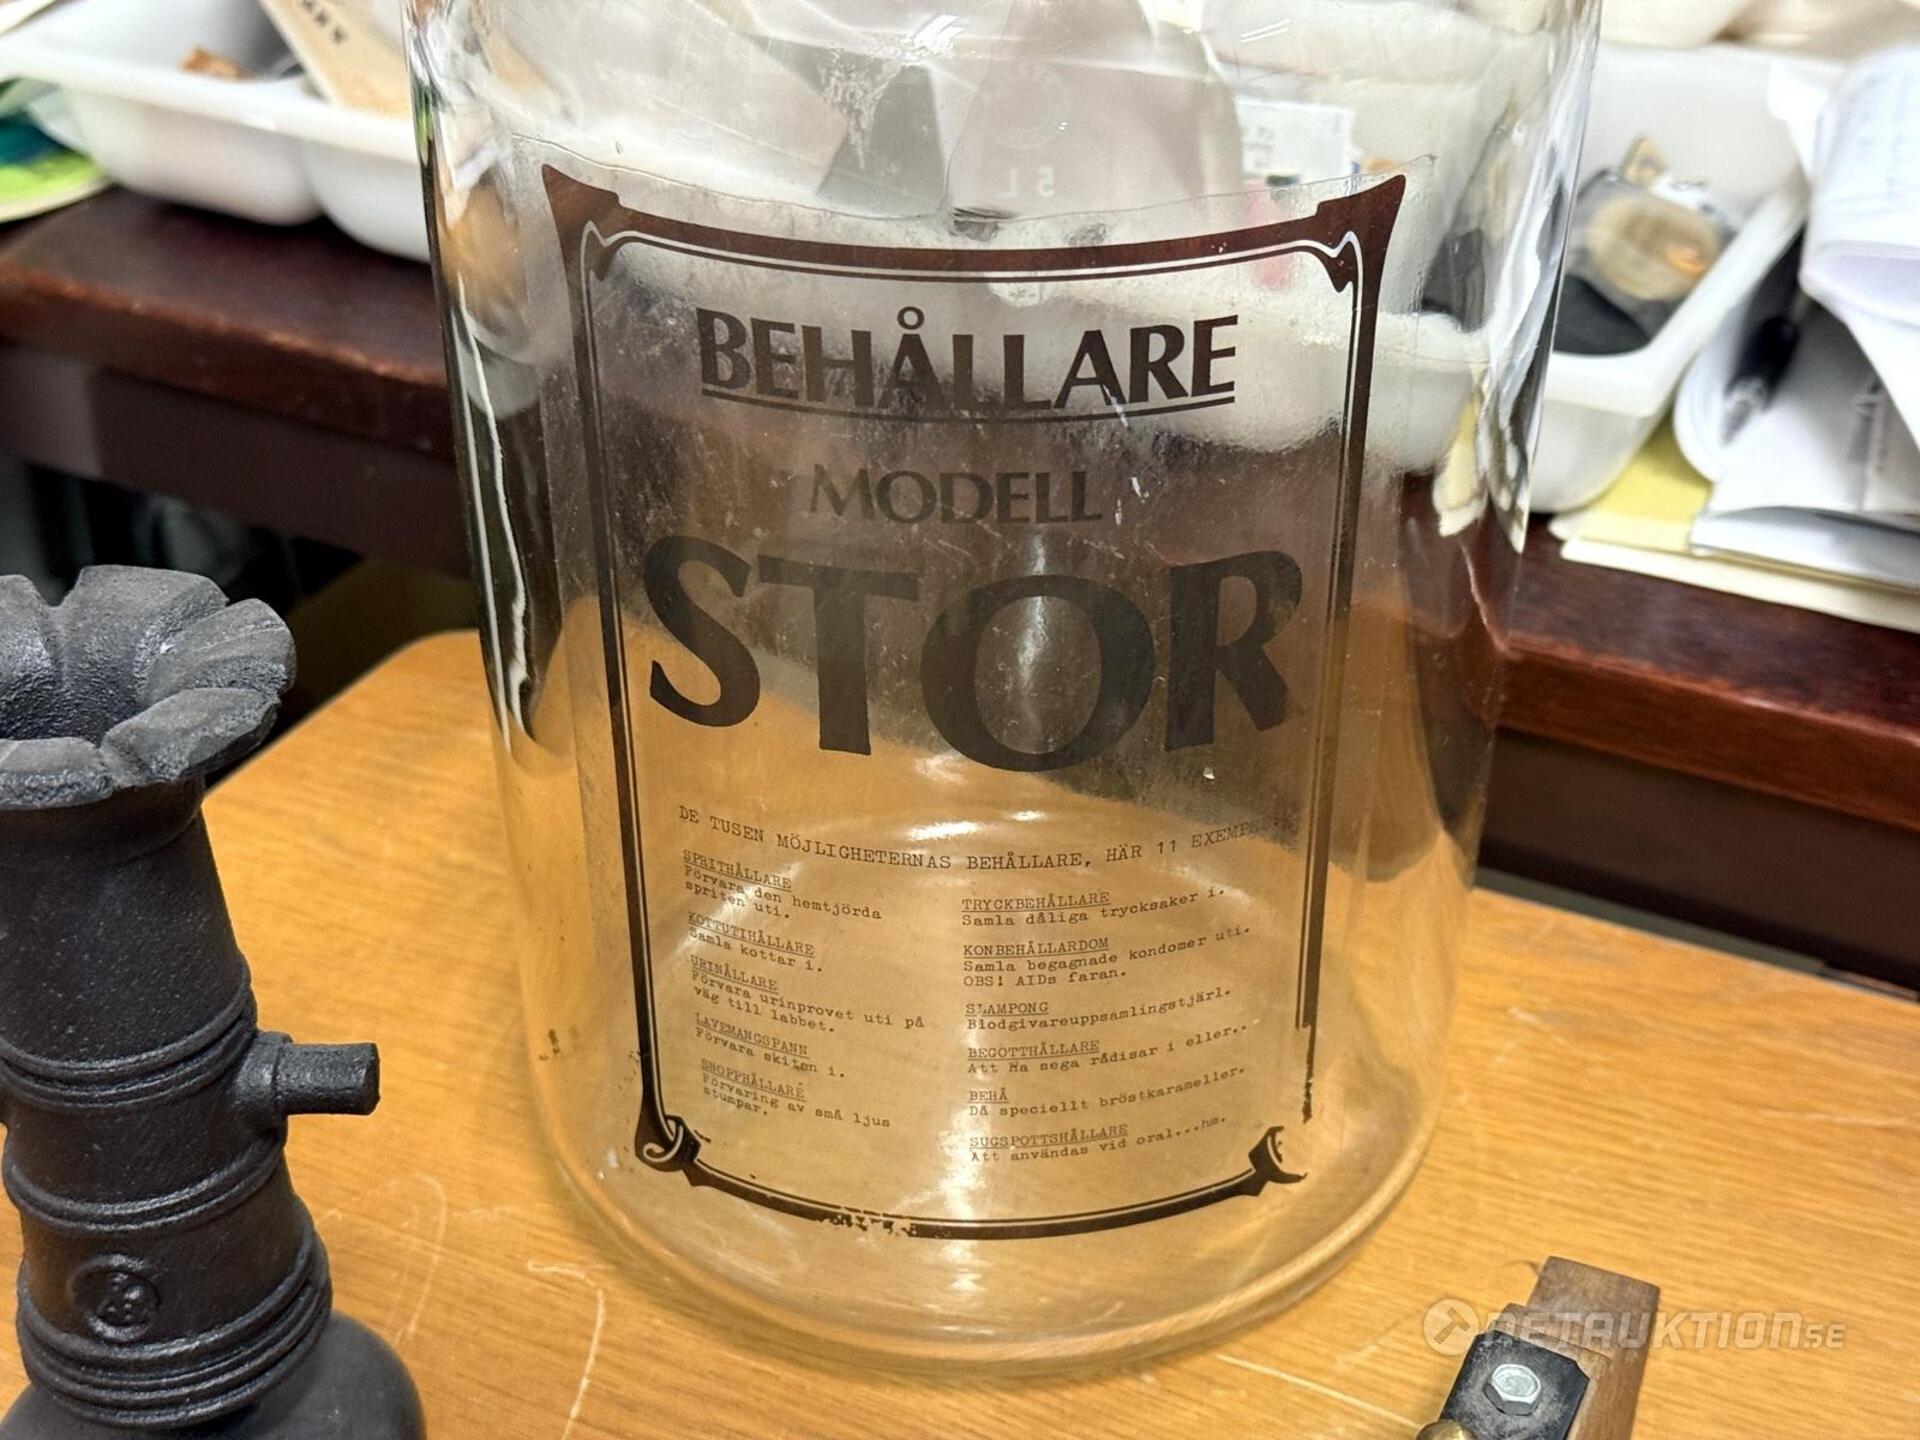 5 L
BEHÅLLARE
MODELL
STOR
DE TUSEN MÖJLIGHETERNAS BEHÅLLARE, HÄR 11 EXEMPEL
SPRITHÅLLARE
Förvara den hemtjörda
spriten uti.
KOTTUTIHÅLLARE
Samla kottar i.
URINÅLLARE
Förvara urinprovet uti på
väg till labbet.
LAVEMANGSPANN
Förvara skiten i.
SNOPPHÅLLARE
Förvaring av små ljus
stumpar.
TRYCKBEHÅLLARE
Samla dåliga trycksaker i.
KONBEHÅLLARDOM
Samla begagnade kondomer uti.
OBS! AIDs faran.
SLAMPONG
Blodgivareuppsamlingstjärl.
BEGOTTHÅLLARE
Att ha sega rådisar i eller..
BEHÅ
Då speciellt bröstkarameller.
SUGSPOTTSHÅLLARE
Att användas vid oral...hm.
NETAUKTION.SE